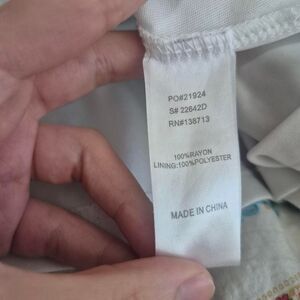 PO#21924
S# 22642D
RN#138713
100%RAYON
LINING:100%POLYESTER
MADE IN CHINA